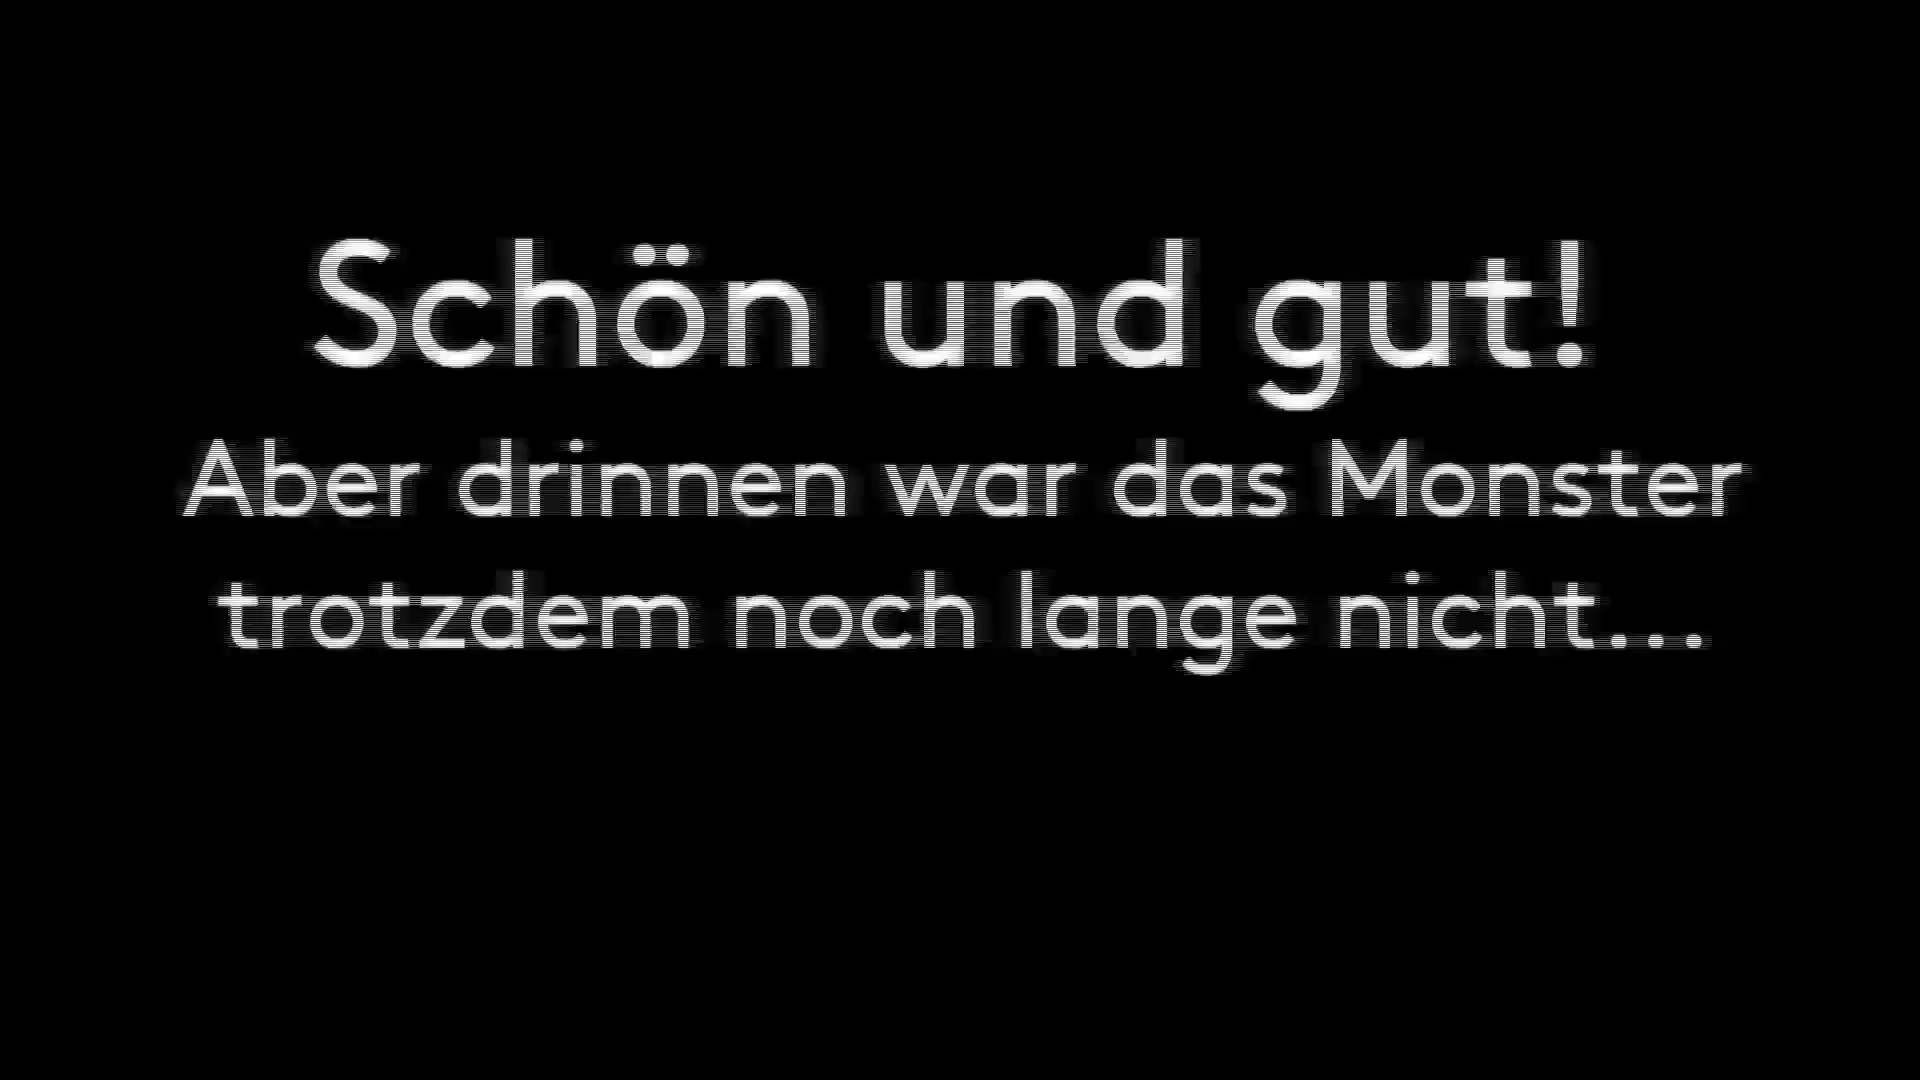 Schön und gut!
Aber drinnen war das Monster
trotzdem noch lange nicht...